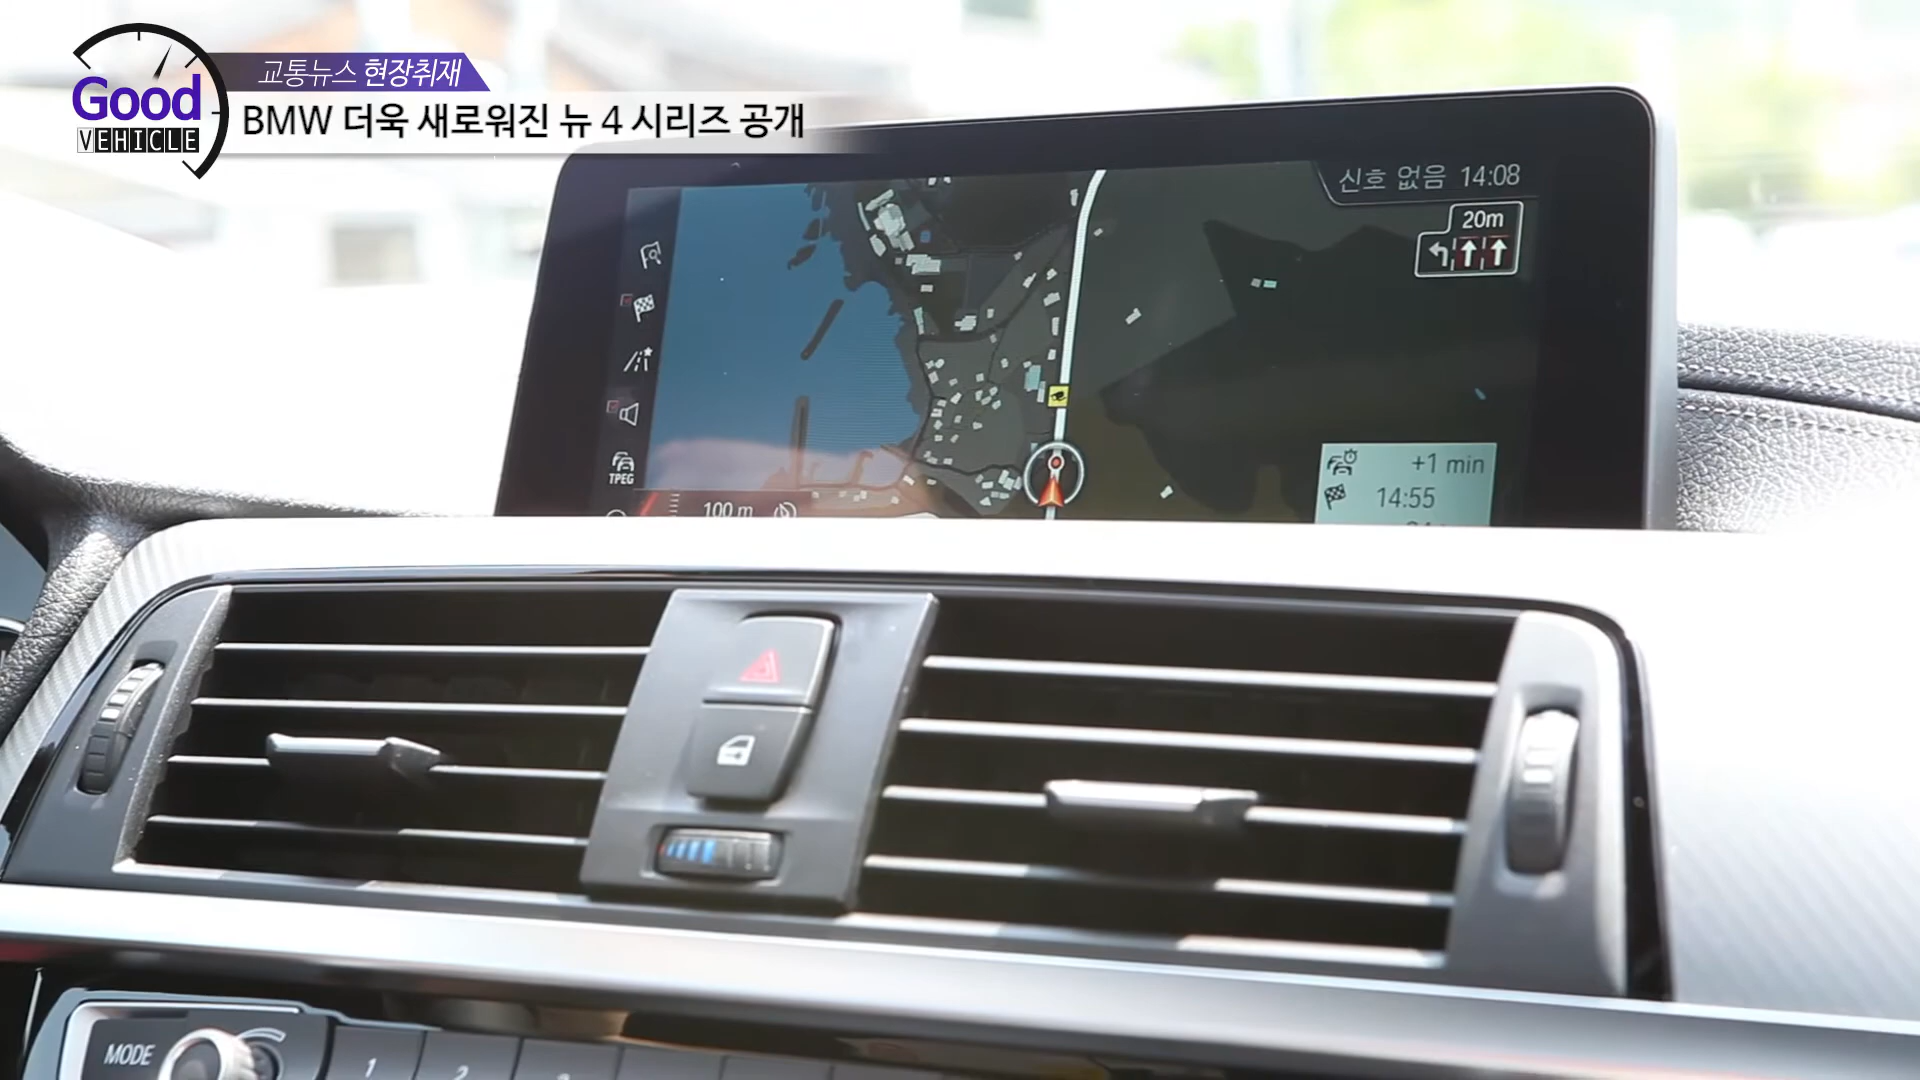 교통뉴스 현장취재
Good
VEHICLE
BMW 더욱 새로워진 뉴 4 시리즈 공개
신호 없음 14:08
20m
+1 min
TPEG
14:55
100 m
MODE
1
2